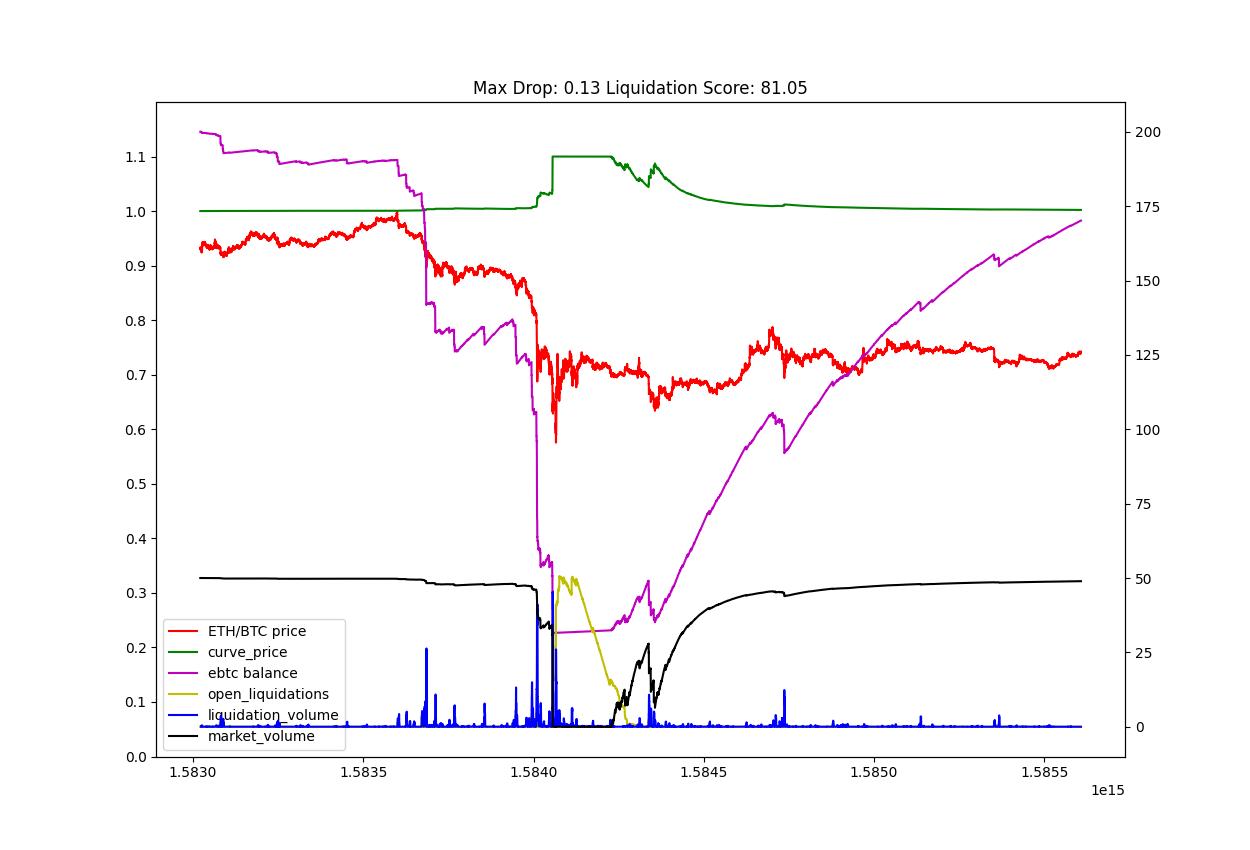 Max Drop: 0.13 Liquidation Score: 81.05
1.1
1.0
0.9
0.8
0.7
0.6
0.5
0.4
0.3
0.2
0.1
0.0
200
175
150
125
100
75
50
25
0
ETH/BTC price
curve_price
ebtc balance
open_liquidations
liquidation_volume
market_volume
1.5830 1.5835 1.5840 1.5845 1.5850 1.5855
1e15